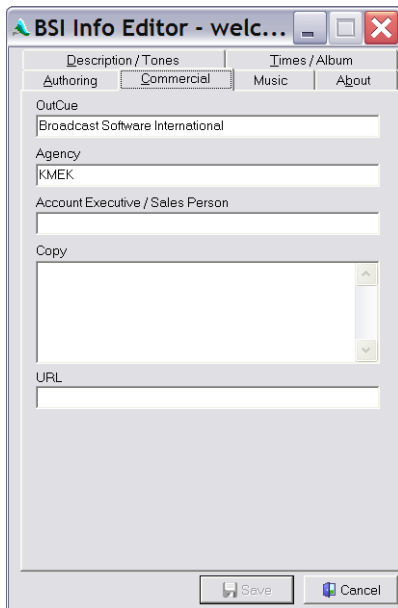 BSI Info Editor - welc...
Description / Tones Times / Album
Authoring Commercial Music About
OutCue
Broadcast Software International
Agency
KMEK
Account Executive / Sales Person
Copy
URL
Save Cancel